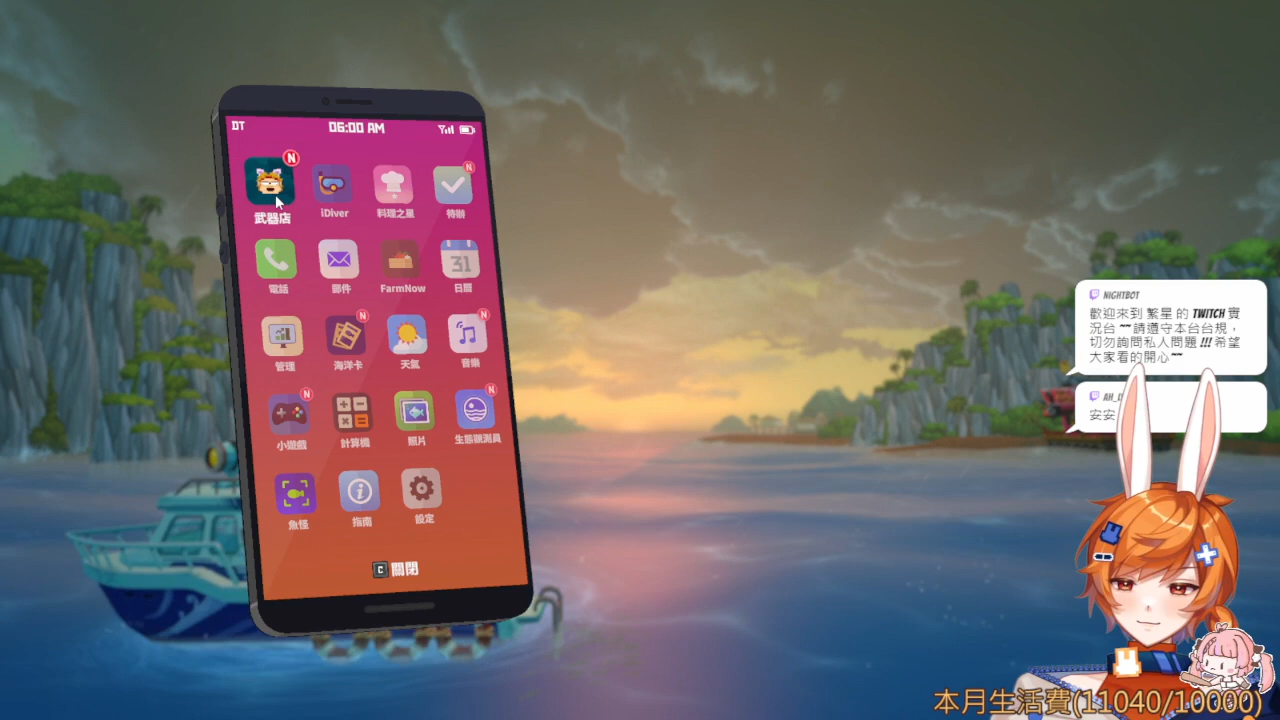 DT
06:00 AM
N
N
武器店
iDiver
料理之星
待辦
31
電話
郵件
FarmNow
日曆
N
N
管理
海洋卡
天氣
音樂
N
N
小遊戲
計算機
照片
生態觀測員
魚怪
指南
設定
C 關閉
NIGHTBOT
歡迎來到 繁星 的 TWITCH 實
況台 ~~ 請遵守本台台規，
切勿詢問私人問題 !!! 希望
大家看的開心~~
安安
本月生活費(11040/10000)